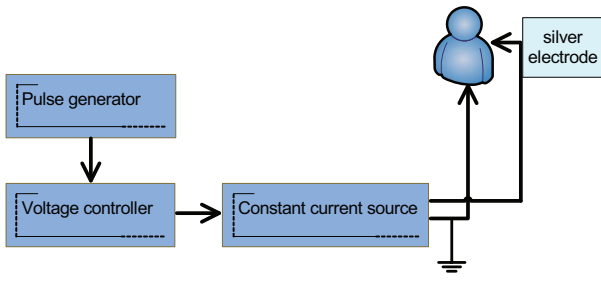 silver
electrode
Pulse generator
Voltage controller
Constant current source